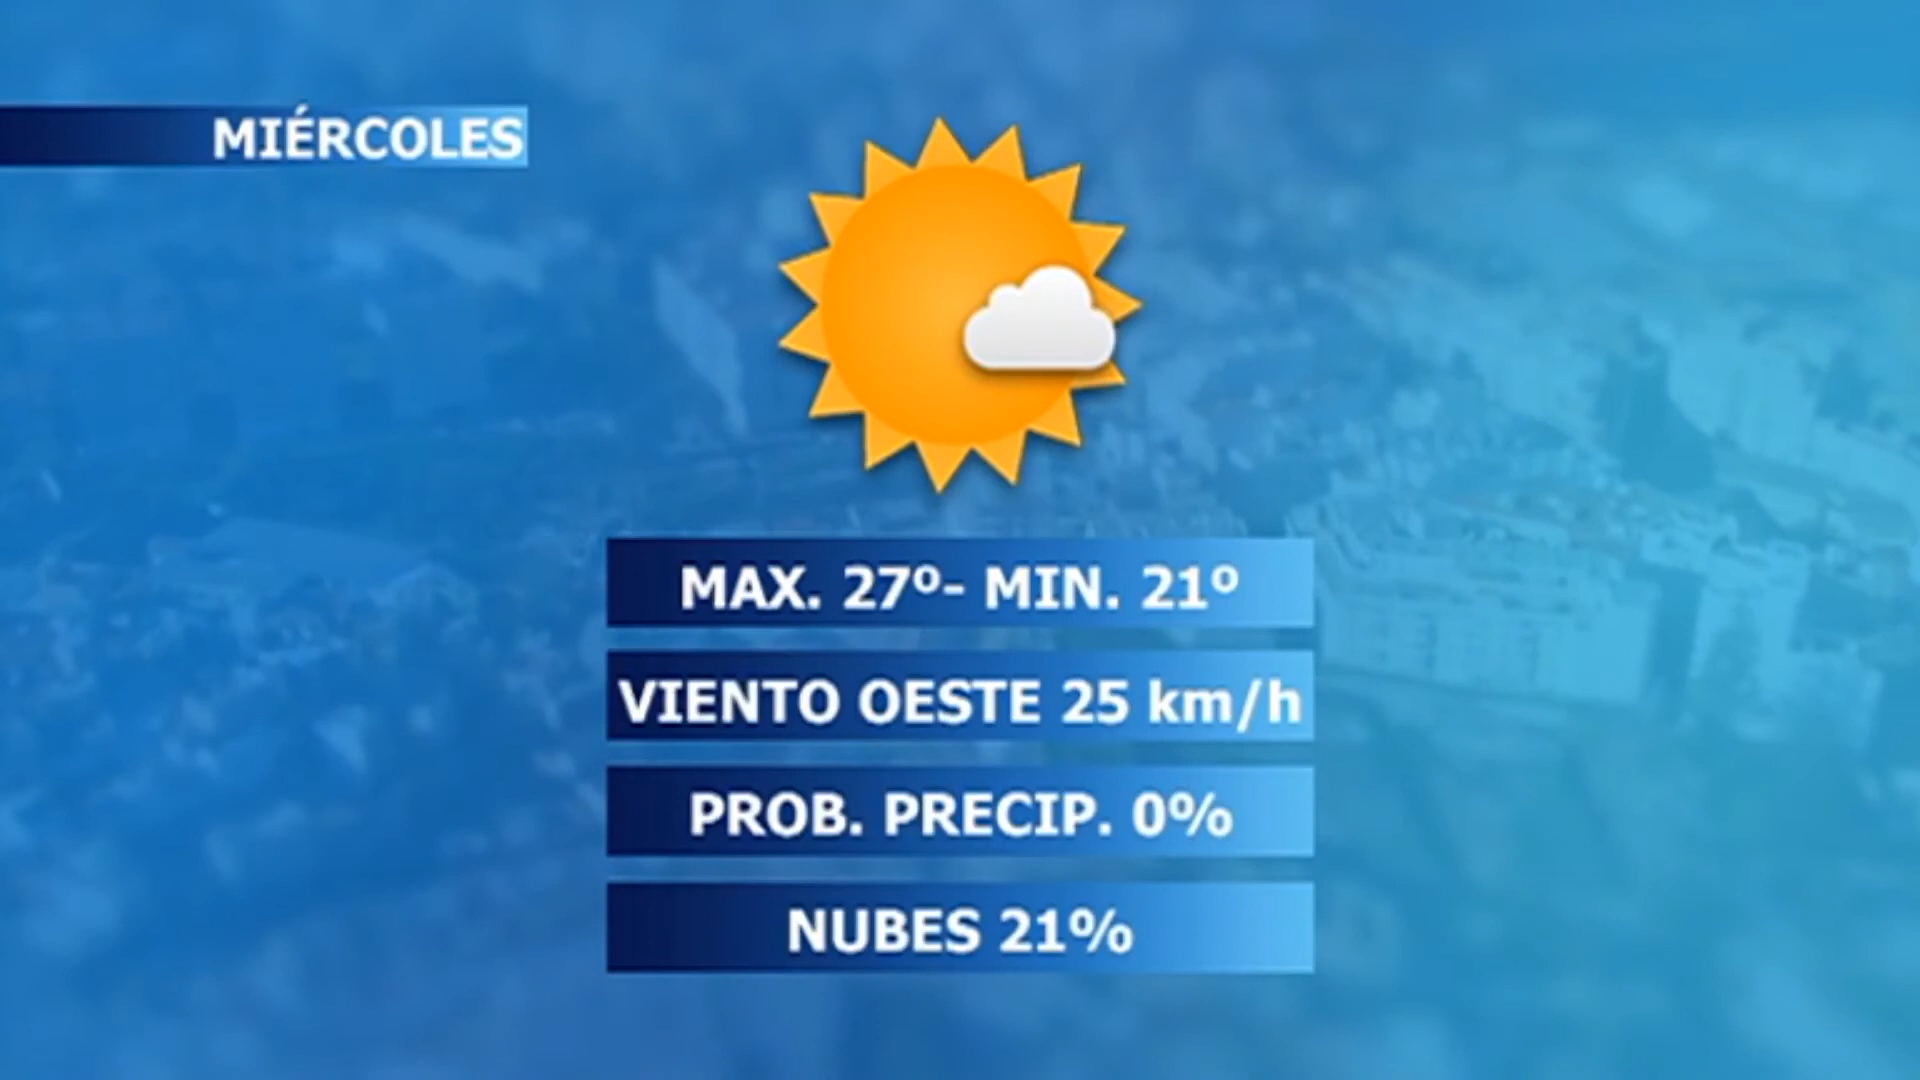 MIÉRCOLES
MAX. 27º- MIN. 21º
VIENTO OESTE 25 km/h
PROB. PRECIP. 0%
NUBES 21%